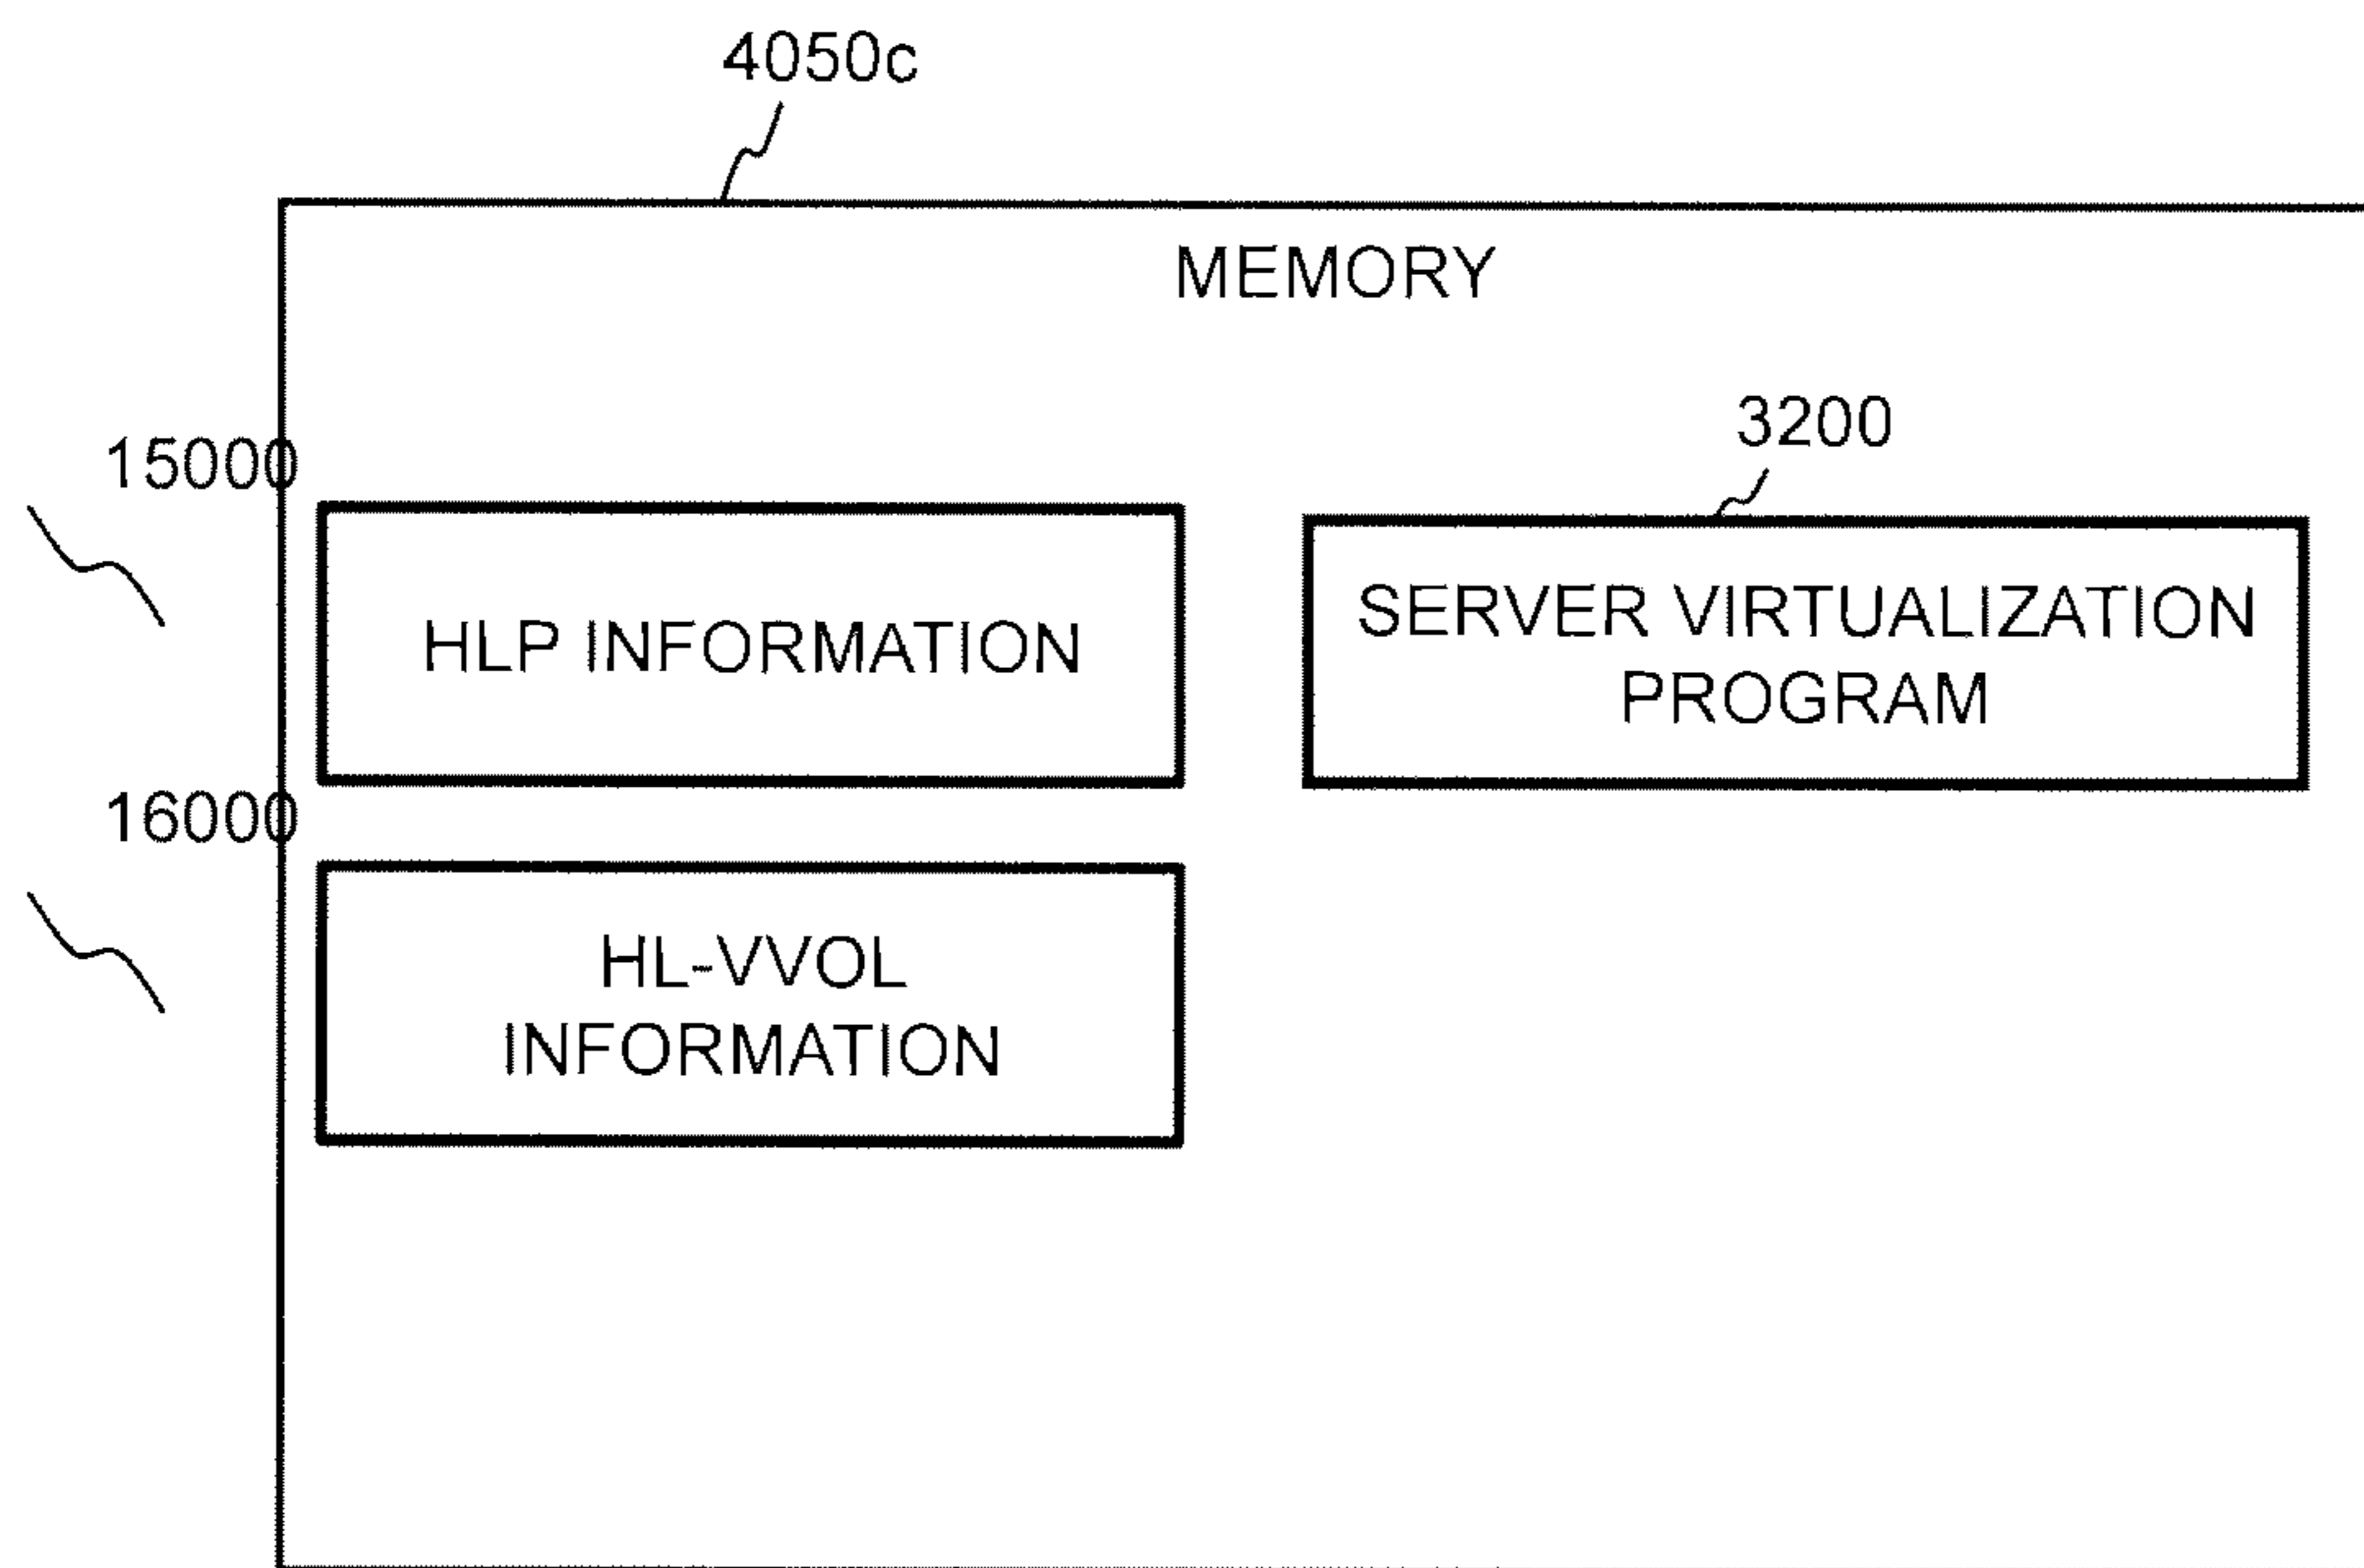 4050c
MEMORY
15000
3200
HLP INFORMATION
SERVER VIRTUALIZATION
PROGRAM
16000
HL-VVOL
INFORMATION